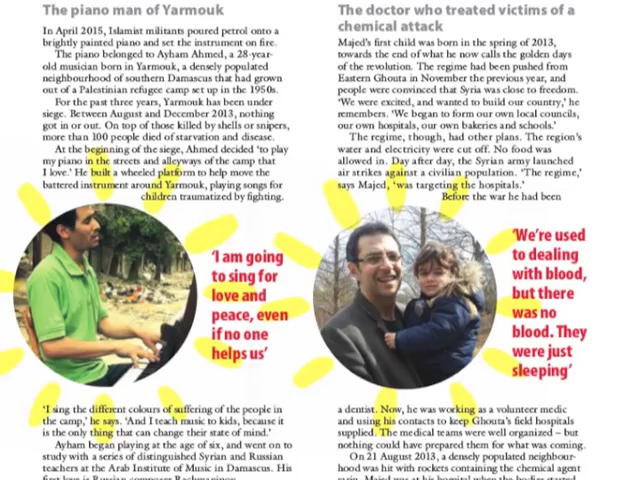 The piano man of Yarmouk
In April 2015, Islamist militants poured petrol onto a
brightly painted piano and set the instrument on fire.
The piano belonged to Ayham Ahmed, a 28-year-
old musician born in Yarmouk, a densely populated
neighbourhood of southern Damascus that had grown
out of a Palestinian refugee camp set up in the 1950s.
For the past three years, Yarmouk has been under
siege. Between August and December 2013, nothing
got in or out. On top of those killed by shells or snipers,
more than 100 people died of starvation and disease.
At the beginning of the siege, Ahmed decided ‘to play
my piano in the streets and alleyways of the camp that
I love.’ He built a wheeled platform to help move the
battered instrument around Yarmouk, playing songs for
children traumatized by fighting.
‘I am going
to sing for
love and
peace, even
if no one
helps us’
‘I sing the different colours of suffering of the people in
the camp,’ he says. ‘And I teach music to kids, because it
is the only thing that can change their state of mind.’
Ayham began playing at the age of six, and went on to
study with a series of distinguished Syrian and Russian
teachers at the Arab Institute of Music in Damascus. His
first love is Russian composer Rachmaninov
The doctor who treated victims of a
chemical attack
Majed’s first child was born in the spring of 2013,
towards the end of what he now calls the golden days
of the revolution. The regime had been pushed from
Eastern Ghouta in November the previous year, and
people were convinced that Syria was close to freedom.
‘We were excited, and wanted to build our country,’ he
remembers. ‘We began to form our own local councils,
our own hospitals, our own bakeries and schools.’
The regime, though, had other plans. The region’s
water and electricity were cut off. No food was
allowed in. Day after day, the Syrian army launched
air strikes against a civilian population. ‘The regime,’
says Majed, ‘was targeting the hospitals.’
Before the war he had been
‘We’re used
to dealing
with blood,
but there
was no
blood. They
were just
sleeping’
a dentist. Now, he was working as a volunteer medic
and using his contacts to keep Ghouta’s field hospitals
supplied. The medical teams were well organized – but
nothing could have prepared them for what was coming.
On 21 August 2013, a densely populated neighbour-
hood was hit with rockets containing the chemical agent
sarin. Majed was at his hospital when the bodies started